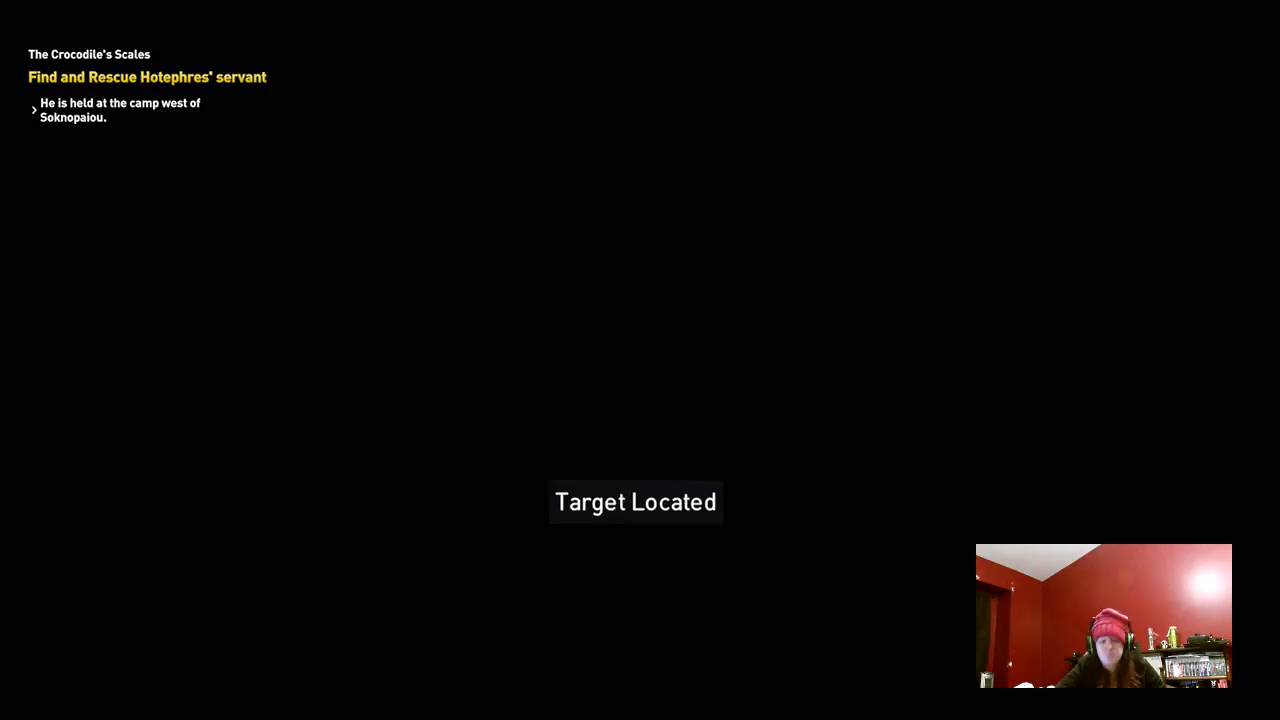 The Crocodile's Scales
Find and Rescue Hotephres' servant
He is held at the camp west of
Soknopaiou.
Target Located